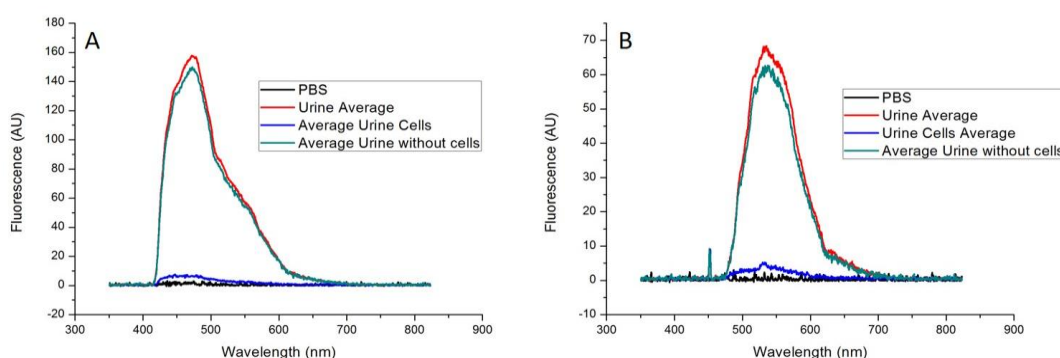 A
180
160
140
120
100
80
60
40
20
0
-20
Fluorescence (AU)
PBS
Urine Average
Average Urine Cells
Average Urine without cells
300 400 500 600 700 800 900
Wavelength (nm)
B
70
60
50
40
30
20
10
0
-10
Fluorescence (AU)
PBS
Urine Average
Urine Cells Average
Average Urine without cells
300 400 500 600 700 800 900
Wavelength (nm)